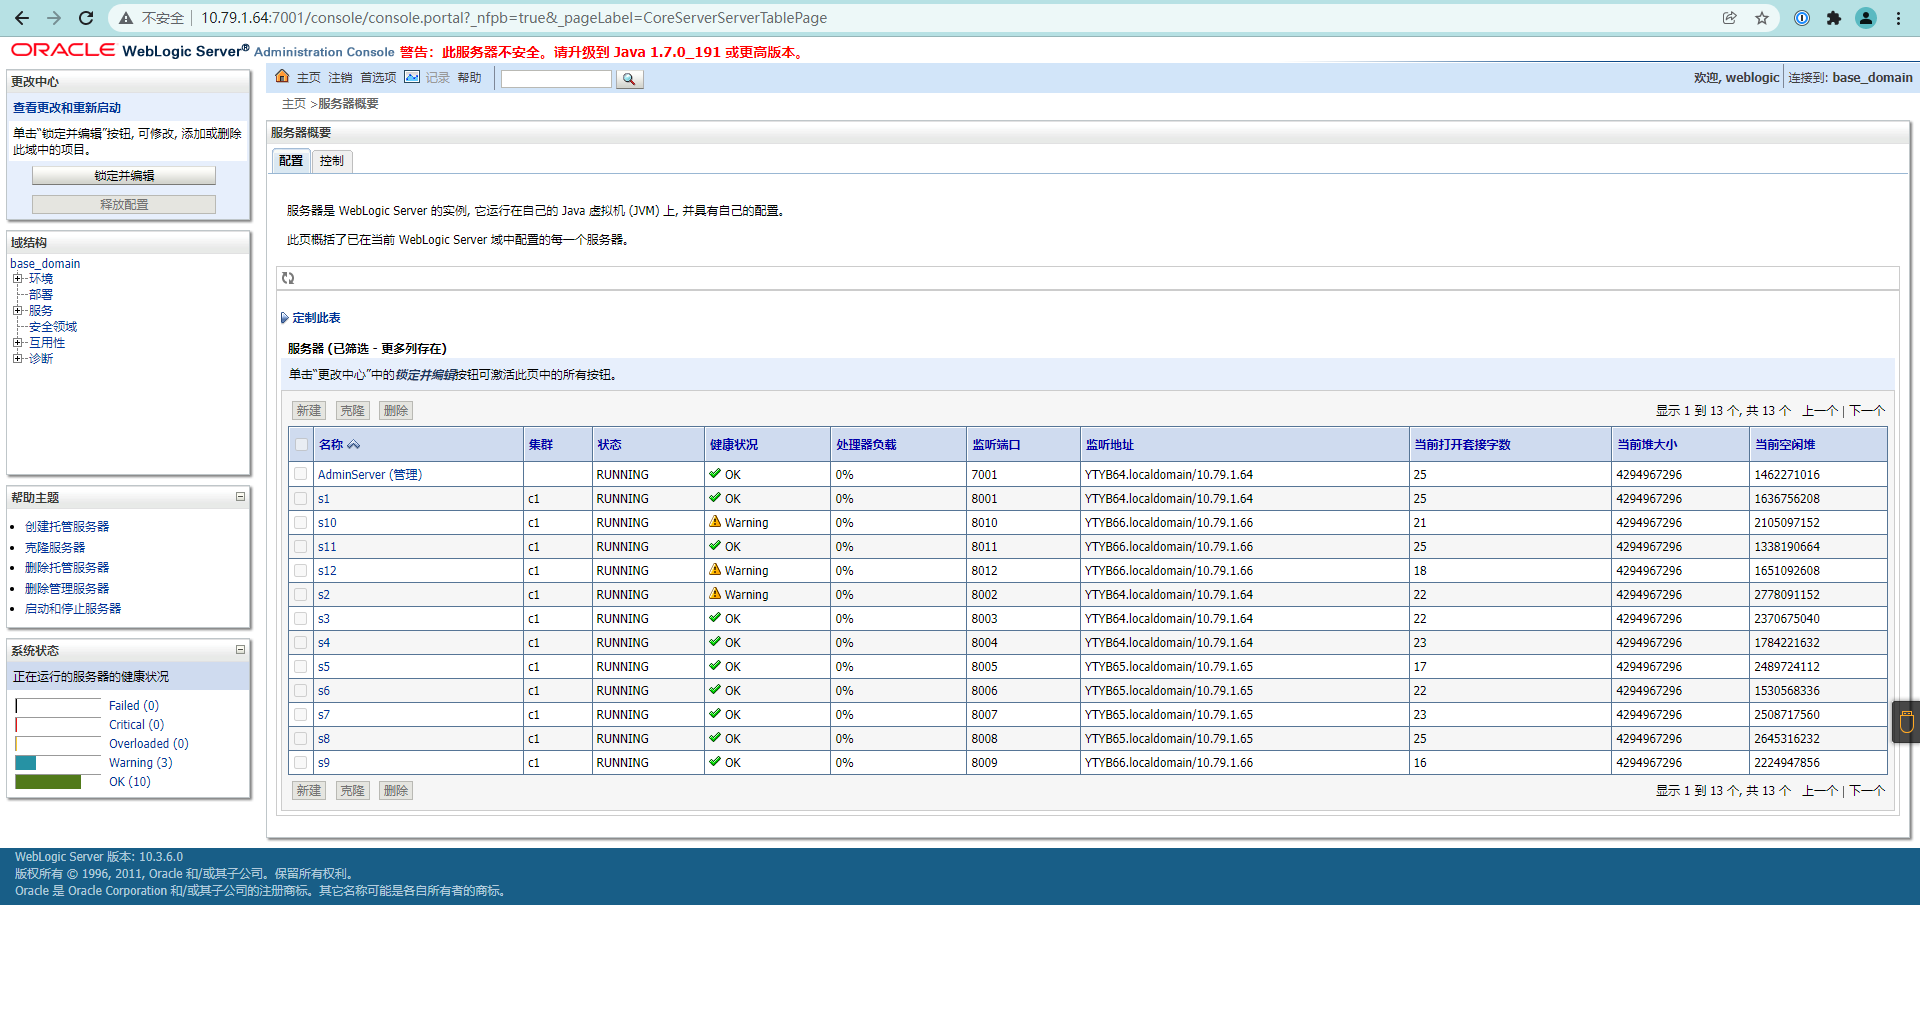 不安全 10.79.1.64:7001/console/console.portal?_nfpb=true&_pageLabel=CoreServerServerTablePage
ORACLE WebLogic Server® Administration Console 警告：此服务器不安全。请升级到 Java 1.7.0_191 或更高版本。
更改中心
查看更改和重新启动
单击“锁定并编辑”按钮, 可修改, 添加或删除
此域中的项目。
锁定并编辑
释放配置
域结构
base_domain
环境
部署
服务
安全领域
互用性
诊断
帮助主题
创建托管服务器
克隆服务器
删除托管服务器
删除管理服务器
启动和停止服务器
系统状态
正在运行的服务器的健康状况
Failed (0)
Critical (0)
Overloaded (0)
Warning (3)
OK (10)
主页 注销 首选项 记录 帮助
欢迎, weblogic 连接到: base_domain
主页 >服务器概要
服务器概要
配置 控制
服务器是 WebLogic Server 的实例, 它运行在自己的 Java 虚拟机 (JVM) 上, 并具有自己的配置。
此页概括了已在当前 WebLogic Server 域中配置的每一个服务器。
定制此表
服务器 (已筛选 - 更多列存在)
单击“更改中心”中的锁定并编辑按钮可激活此页中的所有按钮。
新建 克隆 删除 显示 1 到 13 个, 共 13 个 上一个 | 下一个
名称 集群 状态 健康状况 处理器负载 监听端口 监听地址 当前打开套接字数 当前堆大小 当前空闲堆
AdminServer (管理) RUNNING OK 0% 7001 YTYB64.localdomain/10.79.1.64 25 4294967296 1462271016
s1 c1 RUNNING OK 0% 8001 YTYB64.localdomain/10.79.1.64 25 4294967296 1636756208
s10 c1 RUNNING Warning 0% 8010 YTYB66.localdomain/10.79.1.66 21 4294967296 2105097152
s11 c1 RUNNING OK 0% 8011 YTYB66.localdomain/10.79.1.66 25 4294967296 1338190664
s12 c1 RUNNING Warning 0% 8012 YTYB66.localdomain/10.79.1.66 18 4294967296 1651092608
s2 c1 RUNNING Warning 0% 8002 YTYB64.localdomain/10.79.1.64 22 4294967296 2778091152
s3 c1 RUNNING OK 0% 8003 YTYB64.localdomain/10.79.1.64 22 4294967296 2370675040
s4 c1 RUNNING OK 0% 8004 YTYB64.localdomain/10.79.1.64 23 4294967296 1784221632
s5 c1 RUNNING OK 0% 8005 YTYB65.localdomain/10.79.1.65 17 4294967296 2489724112
s6 c1 RUNNING OK 0% 8006 YTYB65.localdomain/10.79.1.65 22 4294967296 1530568336
s7 c1 RUNNING OK 0% 8007 YTYB65.localdomain/10.79.1.65 23 4294967296 2508717560
s8 c1 RUNNING OK 0% 8008 YTYB65.localdomain/10.79.1.65 25 4294967296 2645316232
s9 c1 RUNNING OK 0% 8009 YTYB66.localdomain/10.79.1.66 16 4294967296 2224947856
新建 克隆 删除 显示 1 到 13 个, 共 13 个 上一个 | 下一个
WebLogic Server 版本: 10.3.6.0
版权所有 © 1996, 2011, Oracle 和/或其子公司。保留所有权利。
Oracle 是 Oracle Corporation 和/或其子公司的注册商标。其它名称可能是各自所有者的商标。